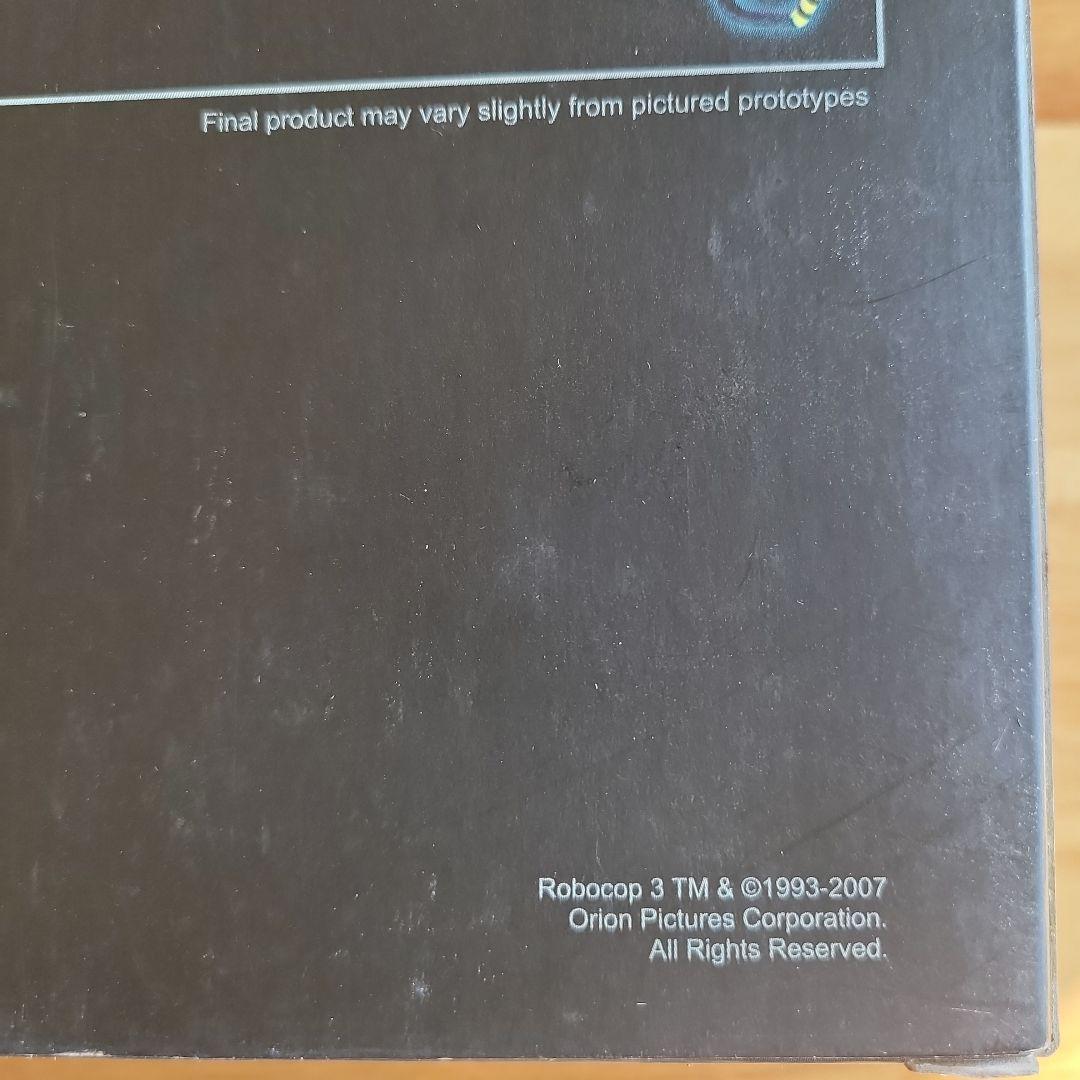 Final product may vary slightly from pictured prototypes
Robocop 3 TM & ©1993-2007
Orion Pictures Corporation.
All Rights Reserved.